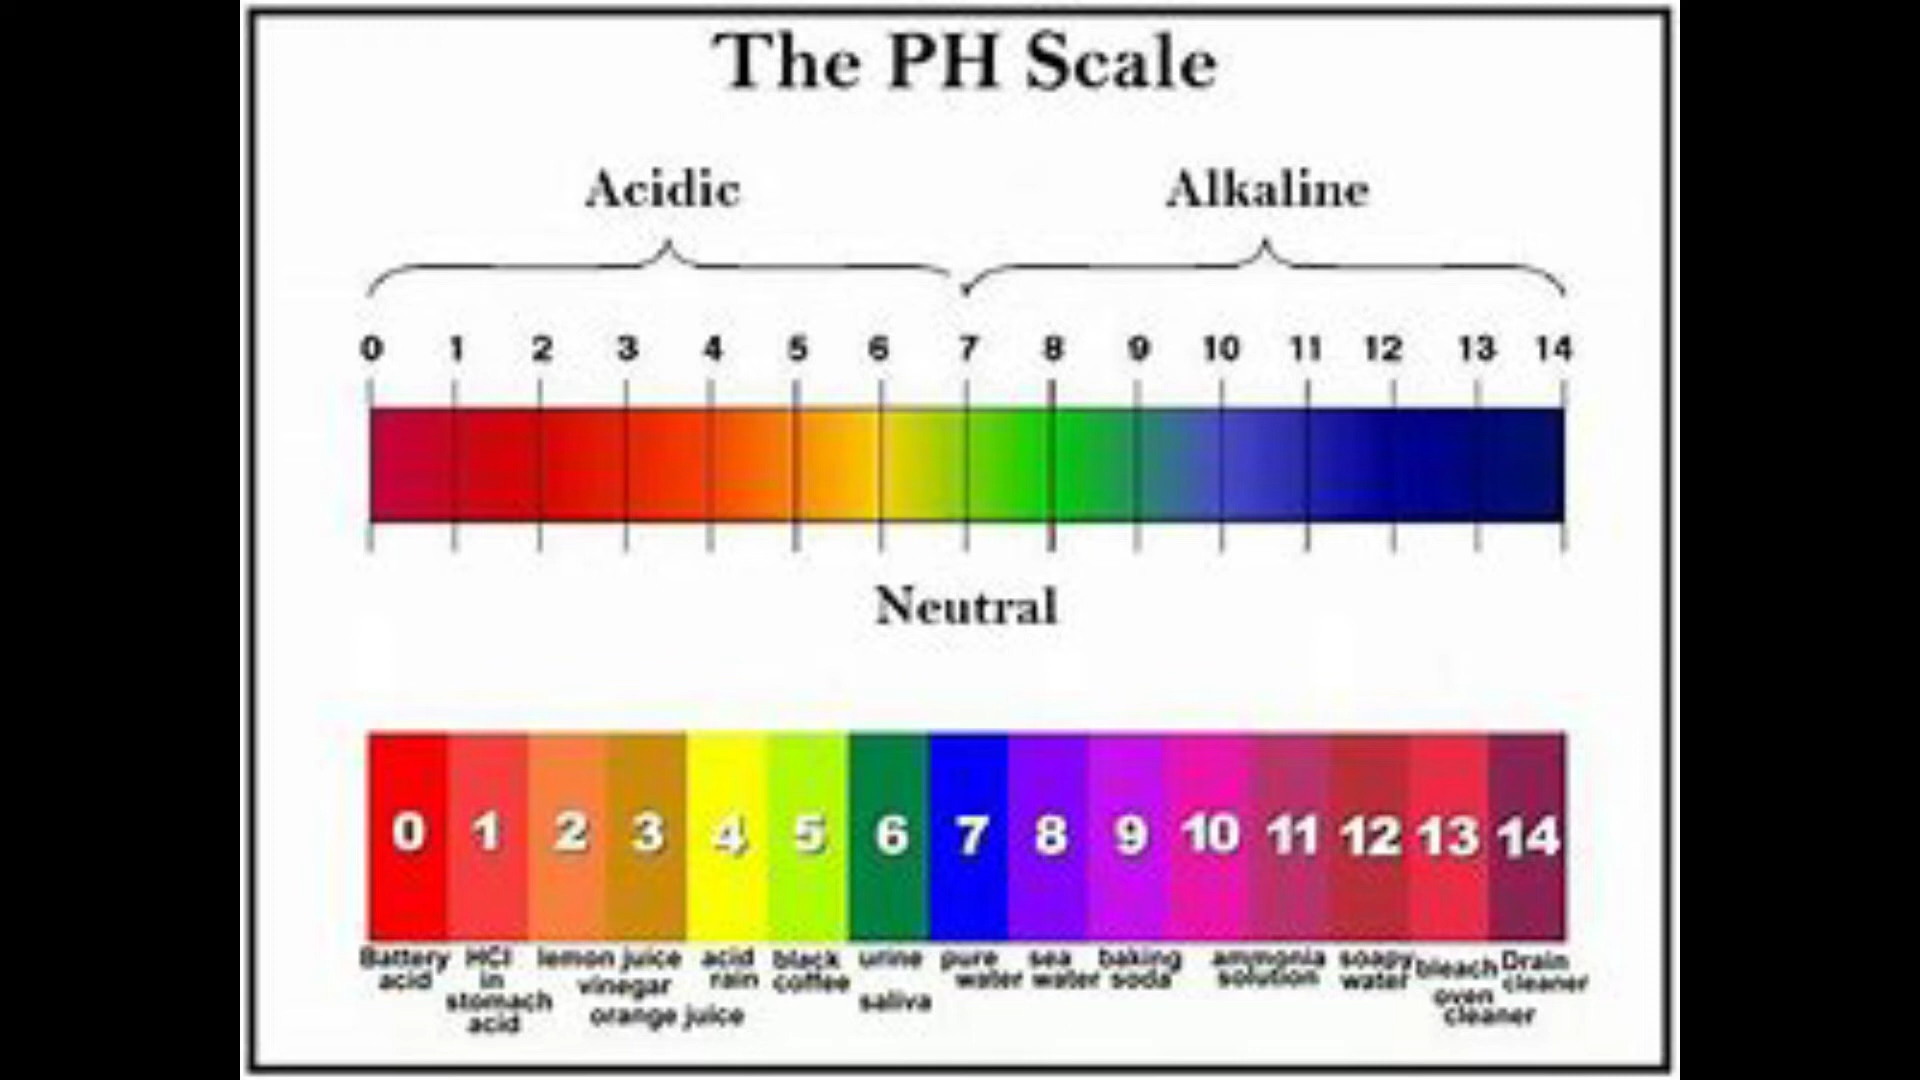 The PH Scale
Acidic Alkaline
0 1 2 3 4 5 6 7 8 9 10 11 12 13 14
Neutral
0 1 2 3 4 5 6 7 8 9 10 11 12 13 14
Battery acid
HCl in stomach acid
lemon juice
vinegar
orange juice
acid rain
black coffee
urine
saliva
pure water
sea water
baking soda
ammonia solution
soapy water
bleach
oven cleaner
Drain cleaner